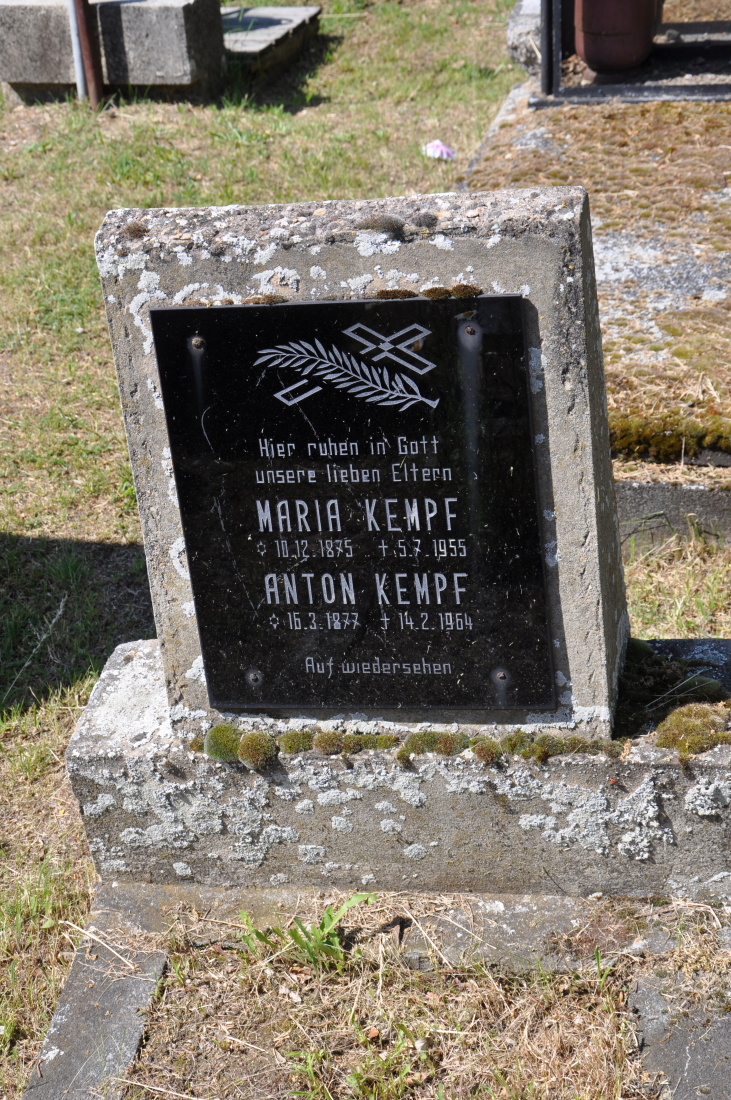 Hier ruhen in Gott
unsere lieben Eltern
MARIA KEMPF
✡ 10.12.1875 ✝ 5.7.1955
ANTON KEMPF
✡ 16.3.1877 ✝ 14.2.1964
Auf wiedersehen